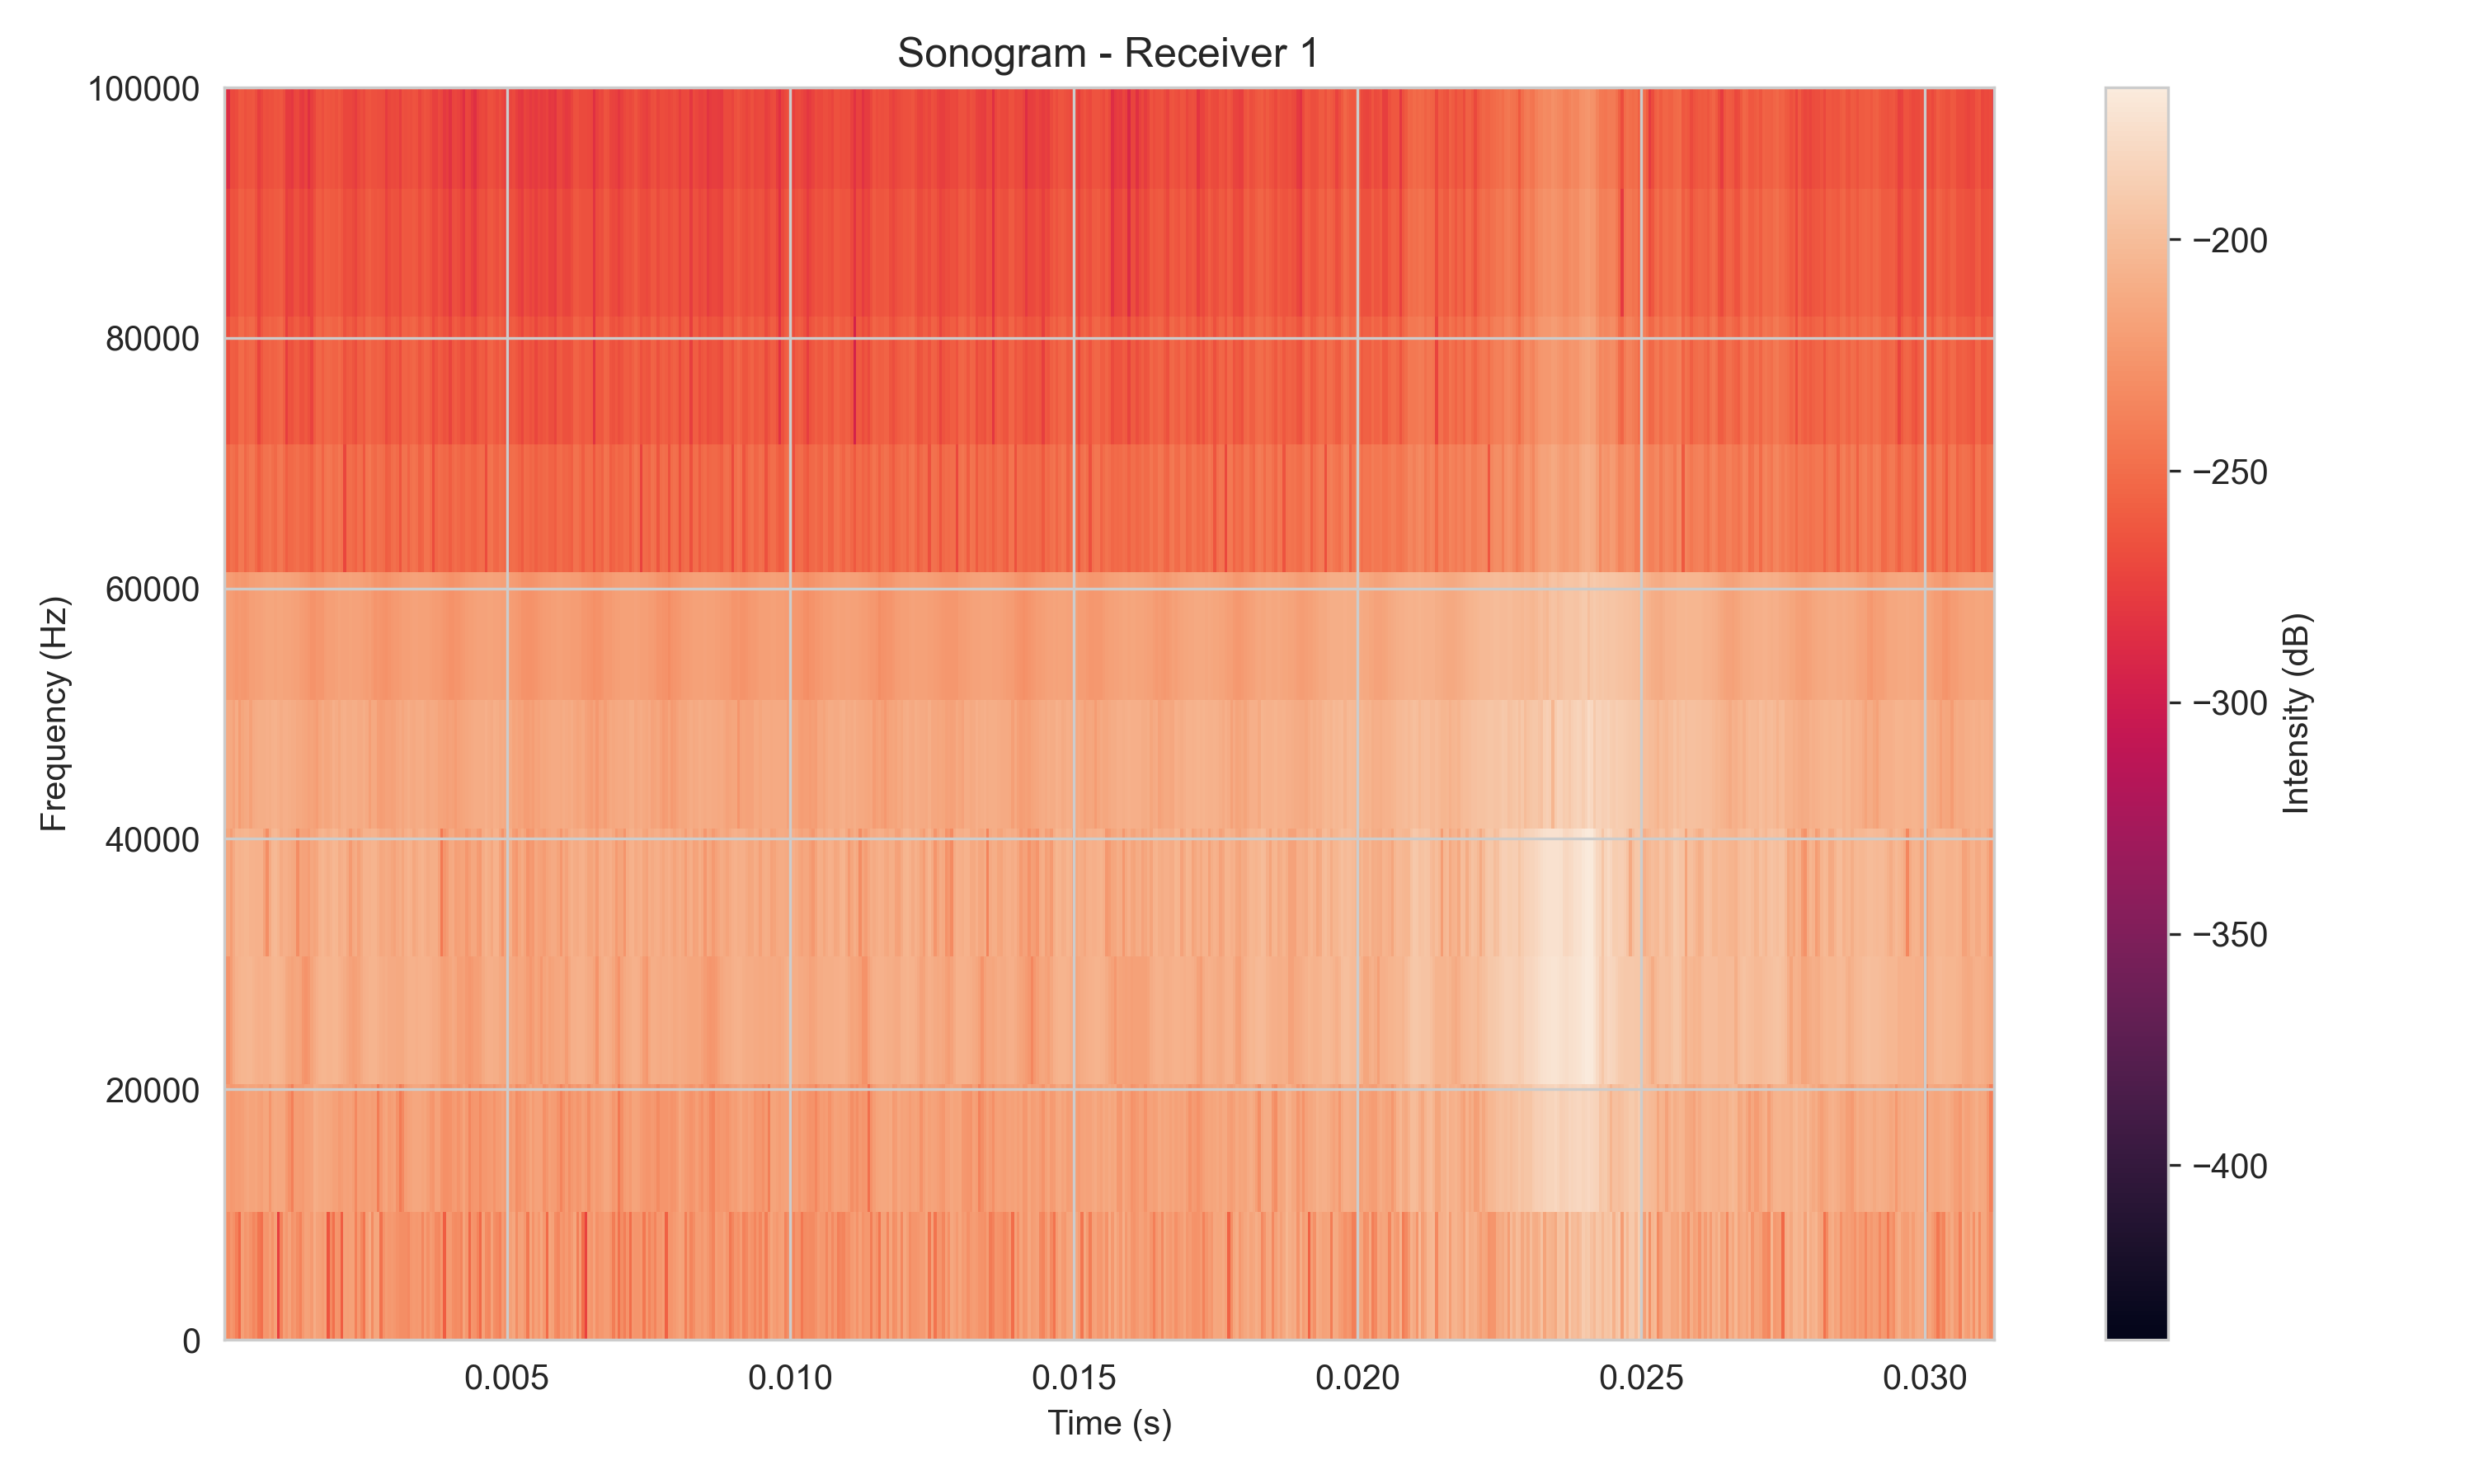 Sonogram - Receiver 1
100000
80000
60000
40000
20000
0
Frequency (Hz)
0.005 0.010 0.015 0.020 0.025 0.030
Time (s)
−200
−250
−300
−350
−400
Intensity (dB)